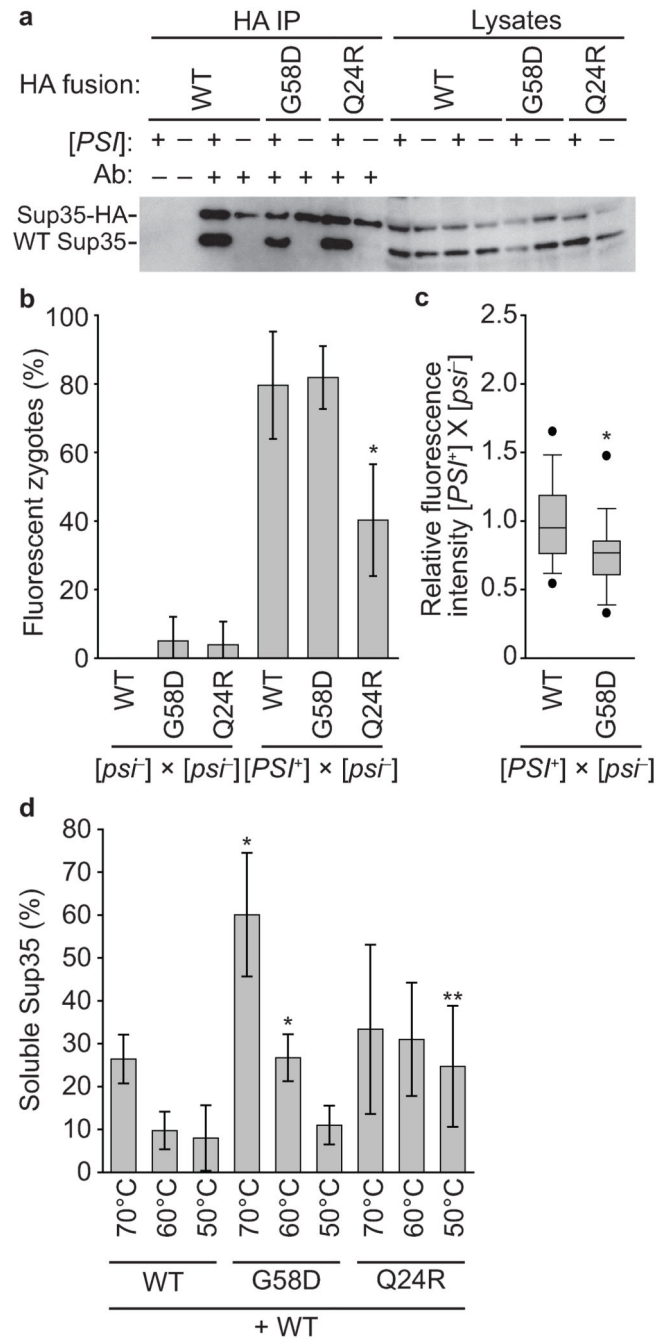 a
HA IP Lysates
HA fusion: WT G58D Q24R WT G58D Q24R
[PSI]: + − + − + − + − + − + − + − + −
Ab: − − + + + + + +
Sup35-HA-
WT Sup35-
b
Fluorescent zygotes (%)
100
80
60
40
20
0
*
WT G58D Q24R WT G58D Q24R
[psi⁻] × [psi⁻] [PSI⁺] × [psi⁻]
c
Relative fluorescence
intensity [PSI⁺] X [psi⁻]
2.5
2.0
1.5
1.0
0.5
0
*
WT G58D
[PSI⁺] × [psi⁻]
d
Soluble Sup35 (%)
80
70
60
50
40
30
20
10
0
* * **
70°C 60°C 50°C 70°C 60°C 50°C 70°C 60°C 50°C
WT G58D Q24R
+ WT